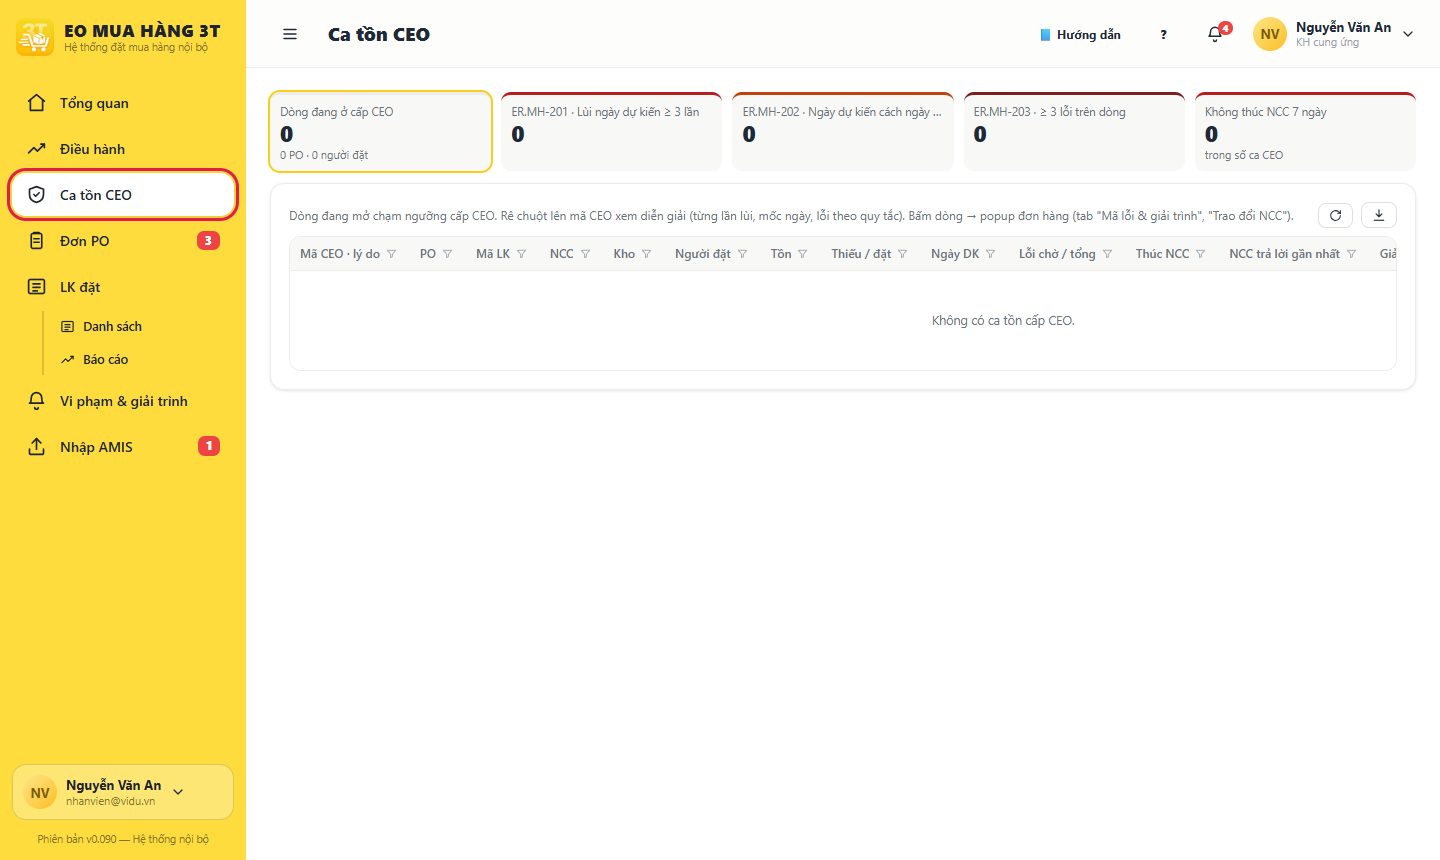 EO MUA HÀNG 3T
Hệ thống đặt mua hàng nội bộ
Tổng quan
Điều hành
Ca tồn CEO
Đơn PO
3
LK đặt
Danh sách
Báo cáo
Vi phạm & giải trình
Nhập AMIS
1
Nguyễn Văn An
NV
nhanvien@vidu.vn
Phiên bản v0.090 — Hệ thống nội bộ
Ca tồn CEO
Hướng dẫn
?
4
NV
Nguyễn Văn An
KH cung ứng
Dòng đang ở cấp CEO
0
0 PO · 0 người đặt
ER.MH-201 · Lùi ngày dự kiến ≥ 3 lần
0
ER.MH-202 · Ngày dự kiến cách ngày ...
0
ER.MH-203 · ≥ 3 lỗi trên dòng
0
Không thúc NCC 7 ngày
0
trong số ca CEO
Dòng đang mở chạm ngưỡng cấp CEO. Rê chuột lên mã CEO xem diễn giải (từng lần lùi, mốc ngày, lỗi theo quy tắc). Bấm dòng → popup đơn hàng (tab "Mã lỗi & giải trình", "Trao đổi NCC").
Mã CEO · lý do PO Mã LK NCC Kho Người đặt Tồn Thiếu / đặt Ngày DK Lỗi chờ / tổng Thúc NCC NCC trả lời gần nhất Giả
Không có ca tồn cấp CEO.